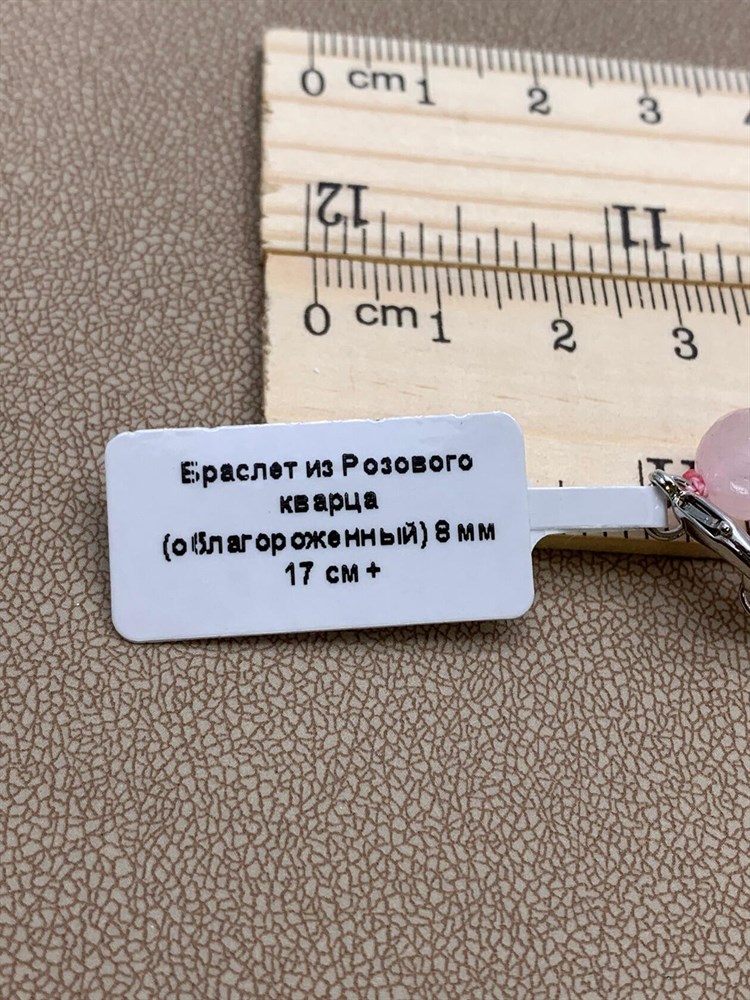 0 cm 1 2 3
12 11
0 cm 1 2 3
Браслет из Розового
кварца
(облагороженный) 8 мм
17 см +